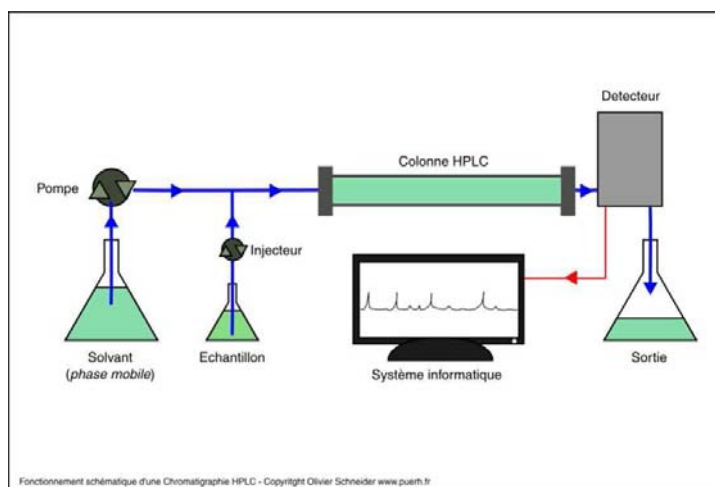 Detecteur
Colonne HPLC
Pompe
Injecteur
Solvant
(phase mobile)
Echantillon
Système informatique
Sortie
Fonctionnement schématique d'une Chromatigraphie HPLC - Copyritght Olivier Schneider www.puerh.fr